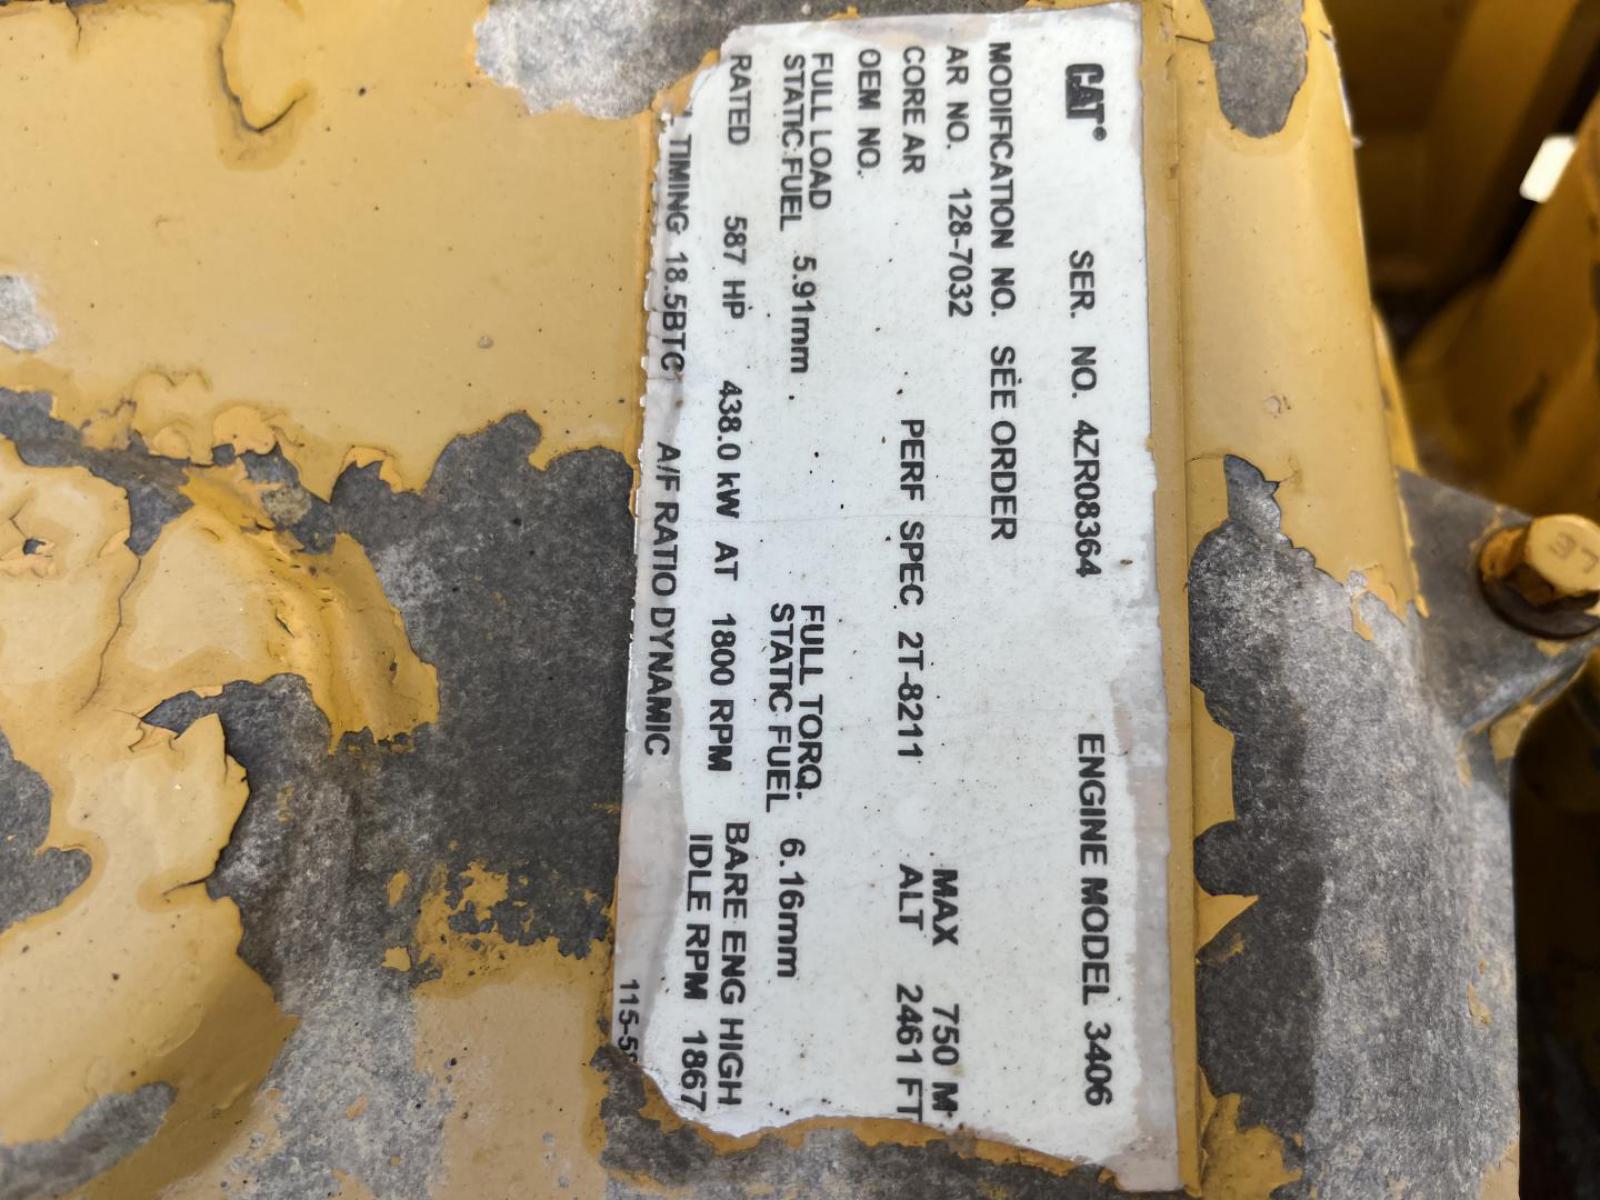 CAT® SER. NO. 4ZR08364 ENGINE MODEL 3406
MODIFICATION NO. SEE ORDER
AR NO. 128-7032 MAX 750 M
CORE AR PERF SPEC 2T-8211 ALT 2461 FT
OEM NO.
FULL LOAD FULL TORQ.
STATIC FUEL 5.91mm STATIC FUEL 6.16mm
RATED 587 HP 438.0 kW AT 1800 RPM BARE ENG HIGH
IDLE RPM 1867
TIMING 18.5BTC A/F RATIO DYNAMIC
115-5